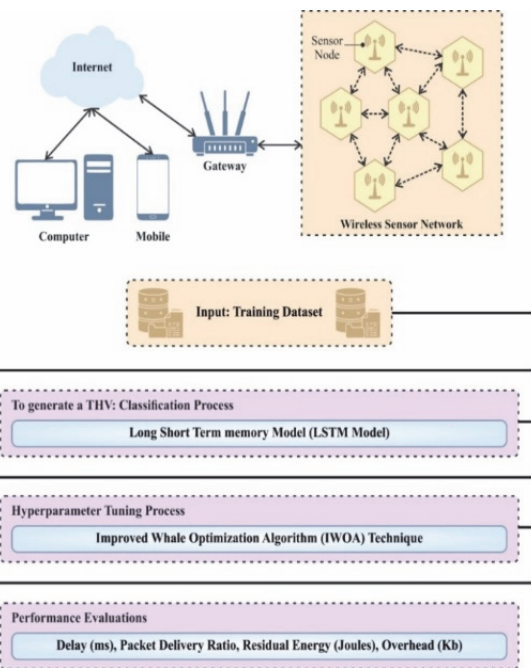 Internet
Sensor
Node
Gateway
Computer
Mobile
Wireless Sensor Network
Input: Training Dataset
To generate a THV: Classification Process
Long Short Term memory Model (LSTM Model)
Hyperparameter Tuning Process
Improved Whale Optimization Algorithm (IWOA) Technique
Performance Evaluations
Delay (ms), Packet Delivery Ratio, Residual Energy (Joules), Overhead (Kb)